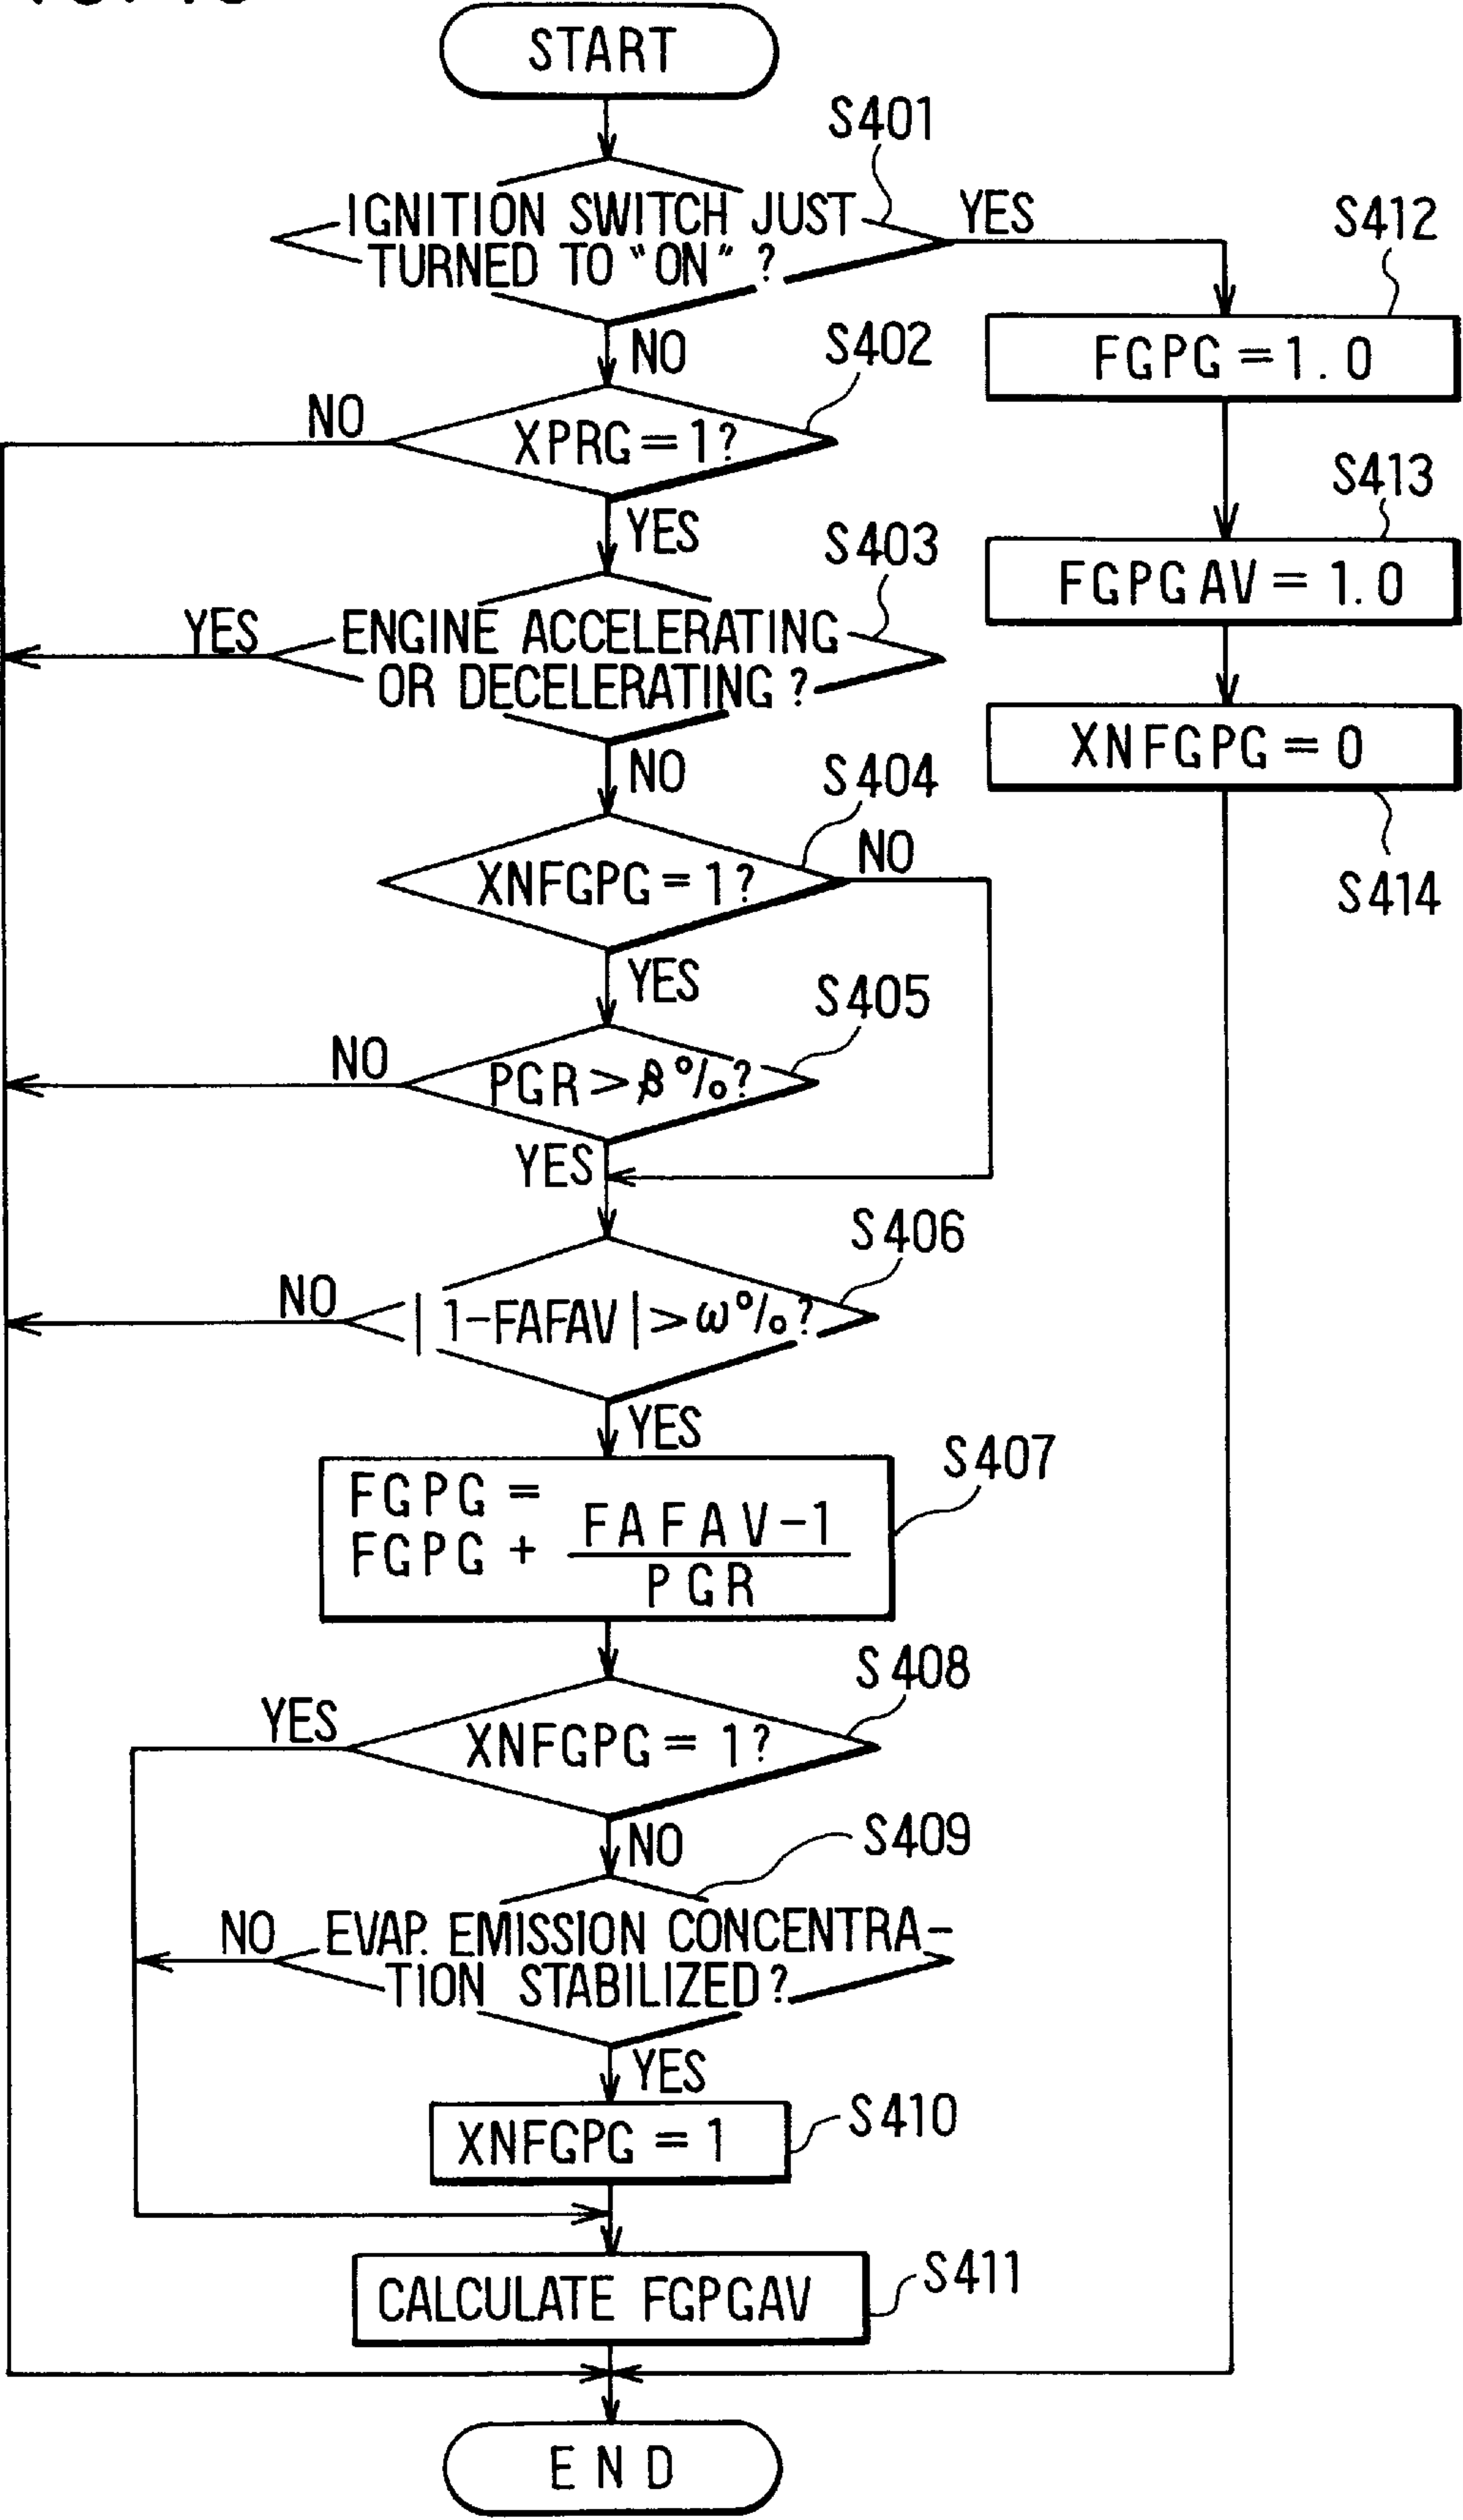 START
S401
IGNITION SWITCH JUST
TURNED TO "ON" ?
YES
S412
NO
FGPG = 1.0
S402
NO
XPRG = 1?
S413
YES
FGPGAV = 1.0
S403
YES
ENGINE ACCELERATING
OR DECELERATING ?
XNFGPG = 0
NO
S404
NO
S414
XNFGPG = 1?
YES
S405
NO
PGR > β%?
YES
S406
NO
|1-FAFAV| > ω%?
YES
S407
FGPG =
FGPG + FAFAV-1
PGR
S408
YES
XNFGPG = 1?
NO
S409
NO
EVAP. EMISSION CONCENTRA-
TION STABILIZED?
YES
S410
XNFGPG = 1
S411
CALCULATE FGPGAV
END